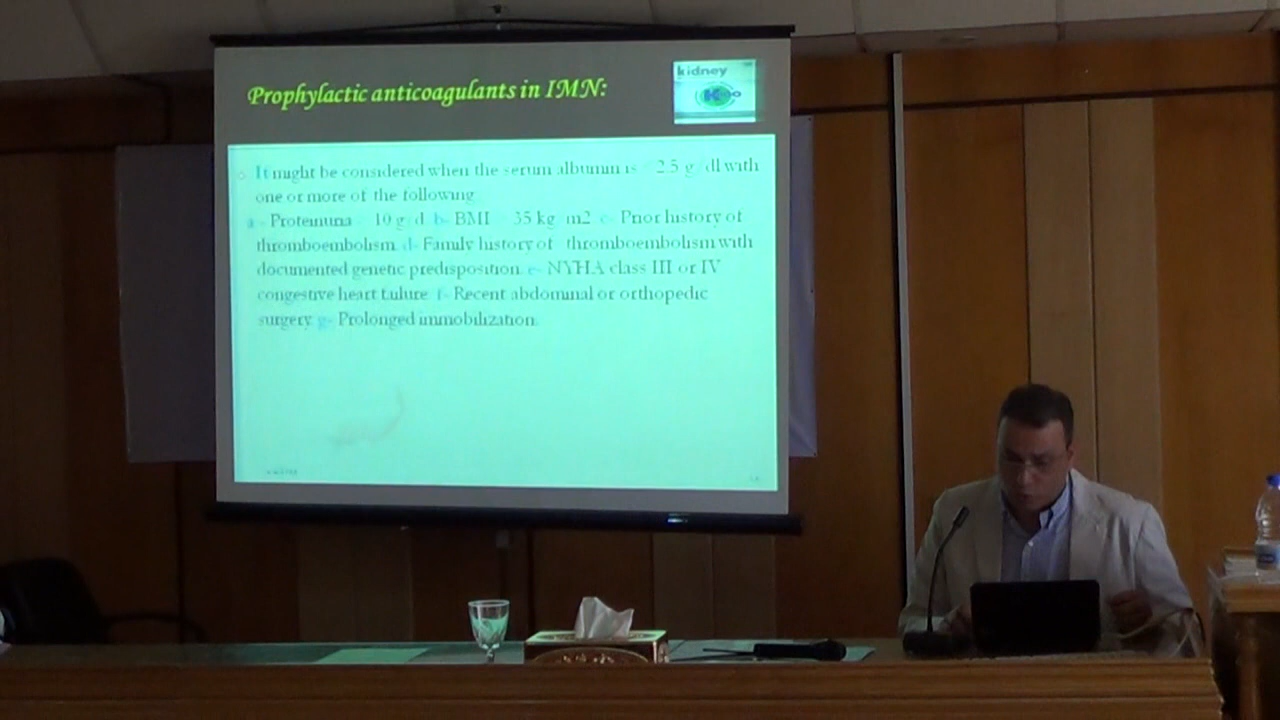 Prophylactic anticoagulants in IMN:
kidney
It might be considered when the serum albumin is 2.5 g dl with
one or more of the following
a - Proteinuria 10 g d b- BMI 35 kg m2 c- Prior history of
thromboembolism. d- Family history of thromboembolism with
documented genetic predisposition. e- NYHA class III or IV
congestive heart failure f- Recent abdominal or orthopedic
surgery g- Prolonged immobilization.